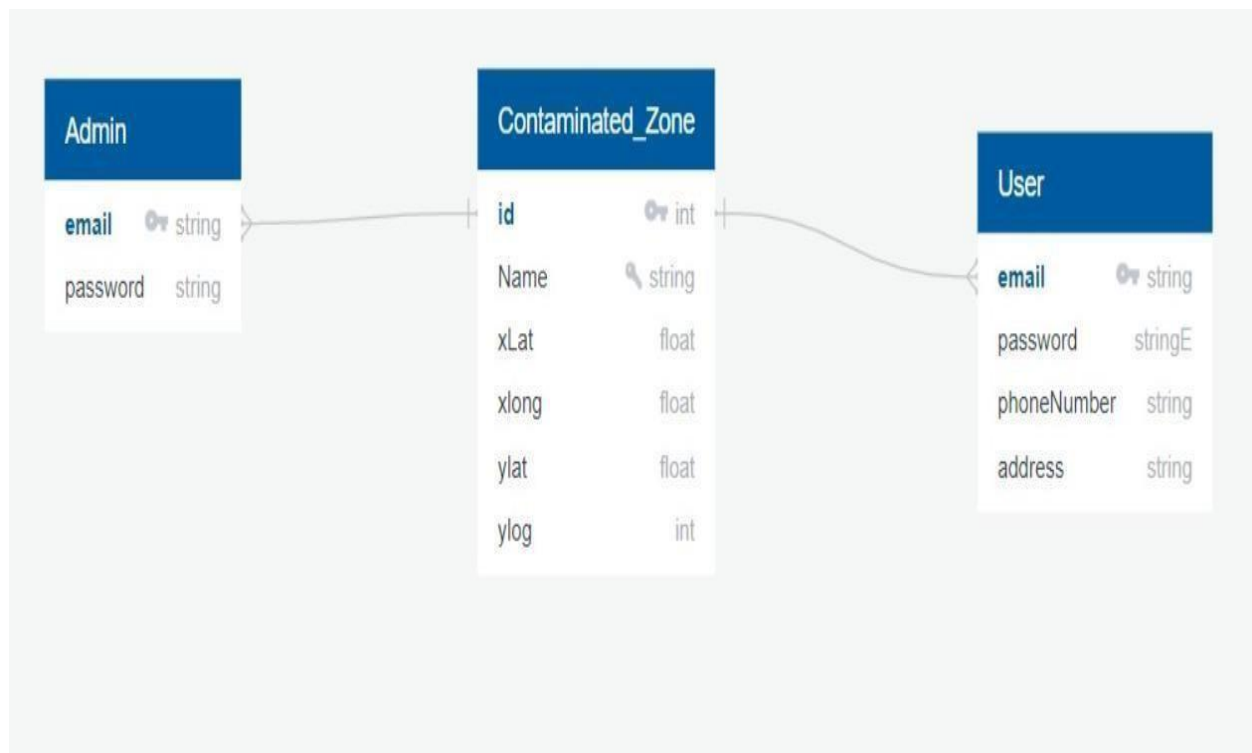 Admin
email string
password string
Contaminated_Zone
id int
Name string
xLat float
xlong float
ylat float
ylog int
User
email string
password stringE
phoneNumber string
address string